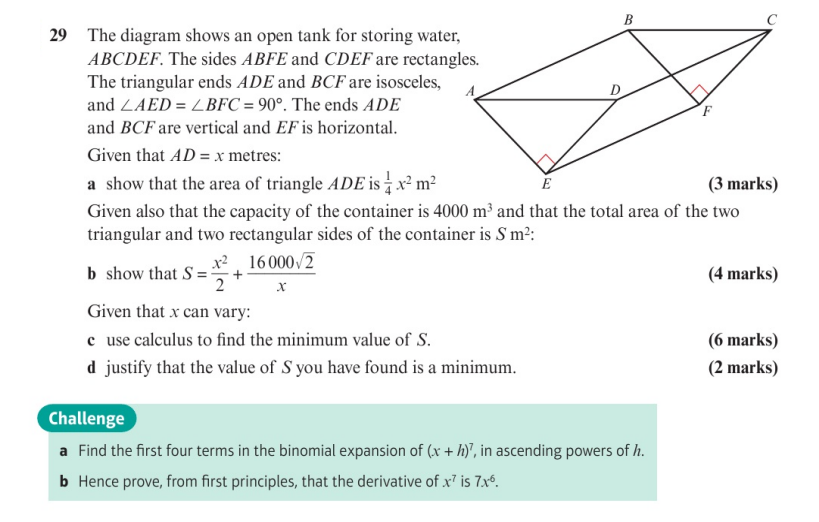 29 The diagram shows an open tank for storing water,
ABCDEF. The sides ABFE and CDEF are rectangles.
The triangular ends ADE and BCF are isosceles,
and ∠AED = ∠BFC = 90°. The ends ADE
and BCF are vertical and EF is horizontal.
Given that AD = x metres:
a show that the area of triangle ADE is 1/4 x² m² (3 marks)
Given also that the capacity of the container is 4000 m³ and that the total area of the two
triangular and two rectangular sides of the container is S m²:
b show that S = x²/2 + 16 000√2/x (4 marks)
Given that x can vary:
c use calculus to find the minimum value of S. (6 marks)
d justify that the value of S you have found is a minimum. (2 marks)
B
C
A
D
F
E
Challenge
a Find the first four terms in the binomial expansion of (x + h)⁷, in ascending powers of h.
b Hence prove, from first principles, that the derivative of x⁷ is 7x⁶.